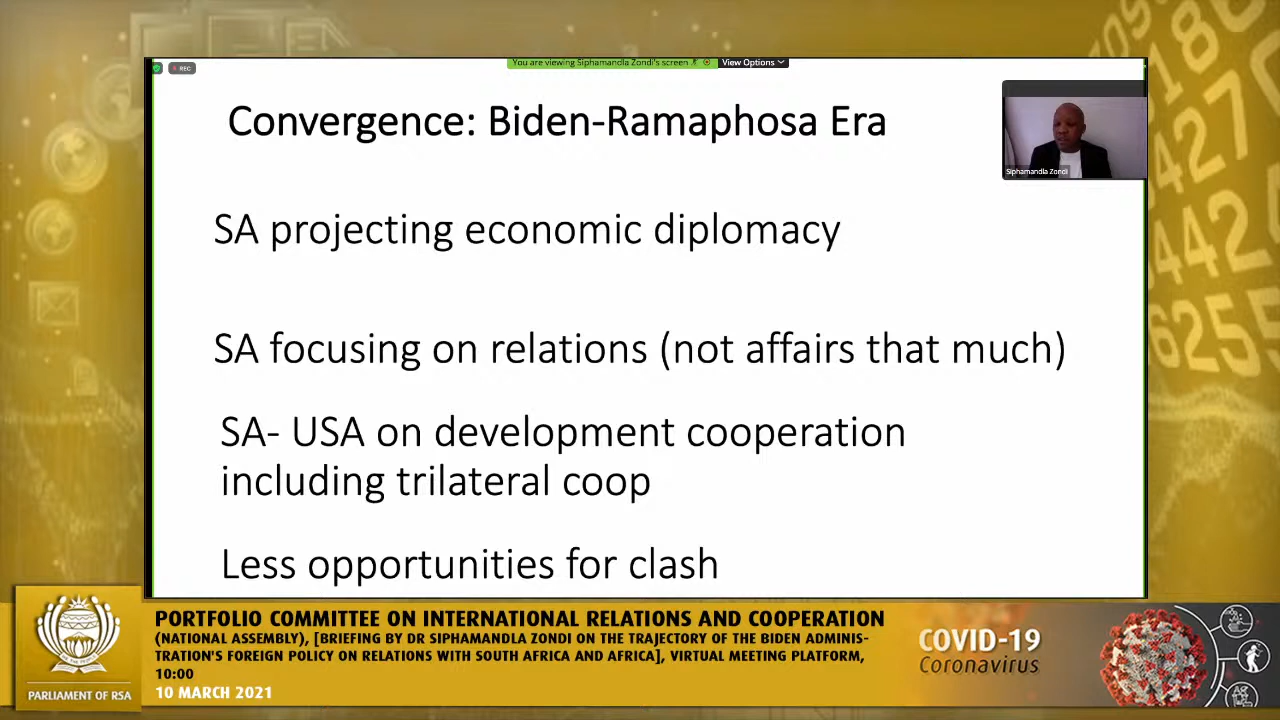 REC
You are viewing Siphamandla Zondi's screen
View Options
Convergence: Biden-Ramaphosa Era
Siphamandla Zondi
SA projecting economic diplomacy
SA focusing on relations (not affairs that much)
SA- USA on development cooperation
including trilateral coop
Less opportunities for clash
PORTFOLIO COMMITTEE ON INTERNATIONAL RELATIONS AND COOPERATION
(NATIONAL ASSEMBLY), [BRIEFING BY DR SIPHAMANDLA ZONDI ON THE TRAJECTORY OF THE BIDEN ADMINIS-
TRATION'S FOREIGN POLICY ON RELATIONS WITH SOUTH AFRICA AND AFRICA], VIRTUAL MEETING PLATFORM,
10:00
10 MARCH 2021
PARLIAMENT OF RSA
COVID-19
Coronavirus